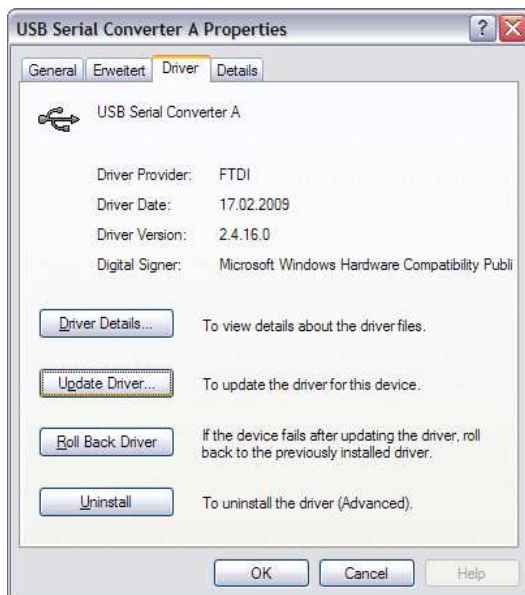 USB Serial Converter A Properties
General Erweitert Driver Details
USB Serial Converter A
Driver Provider: FTDI
Driver Date: 17.02.2009
Driver Version: 2.4.16.0
Digital Signer: Microsoft Windows Hardware Compatibility Publi
Driver Details... To view details about the driver files.
Update Driver... To update the driver for this device.
Roll Back Driver If the device fails after updating the driver, roll
back to the previously installed driver.
Uninstall To uninstall the driver (Advanced).
OK Cancel Help